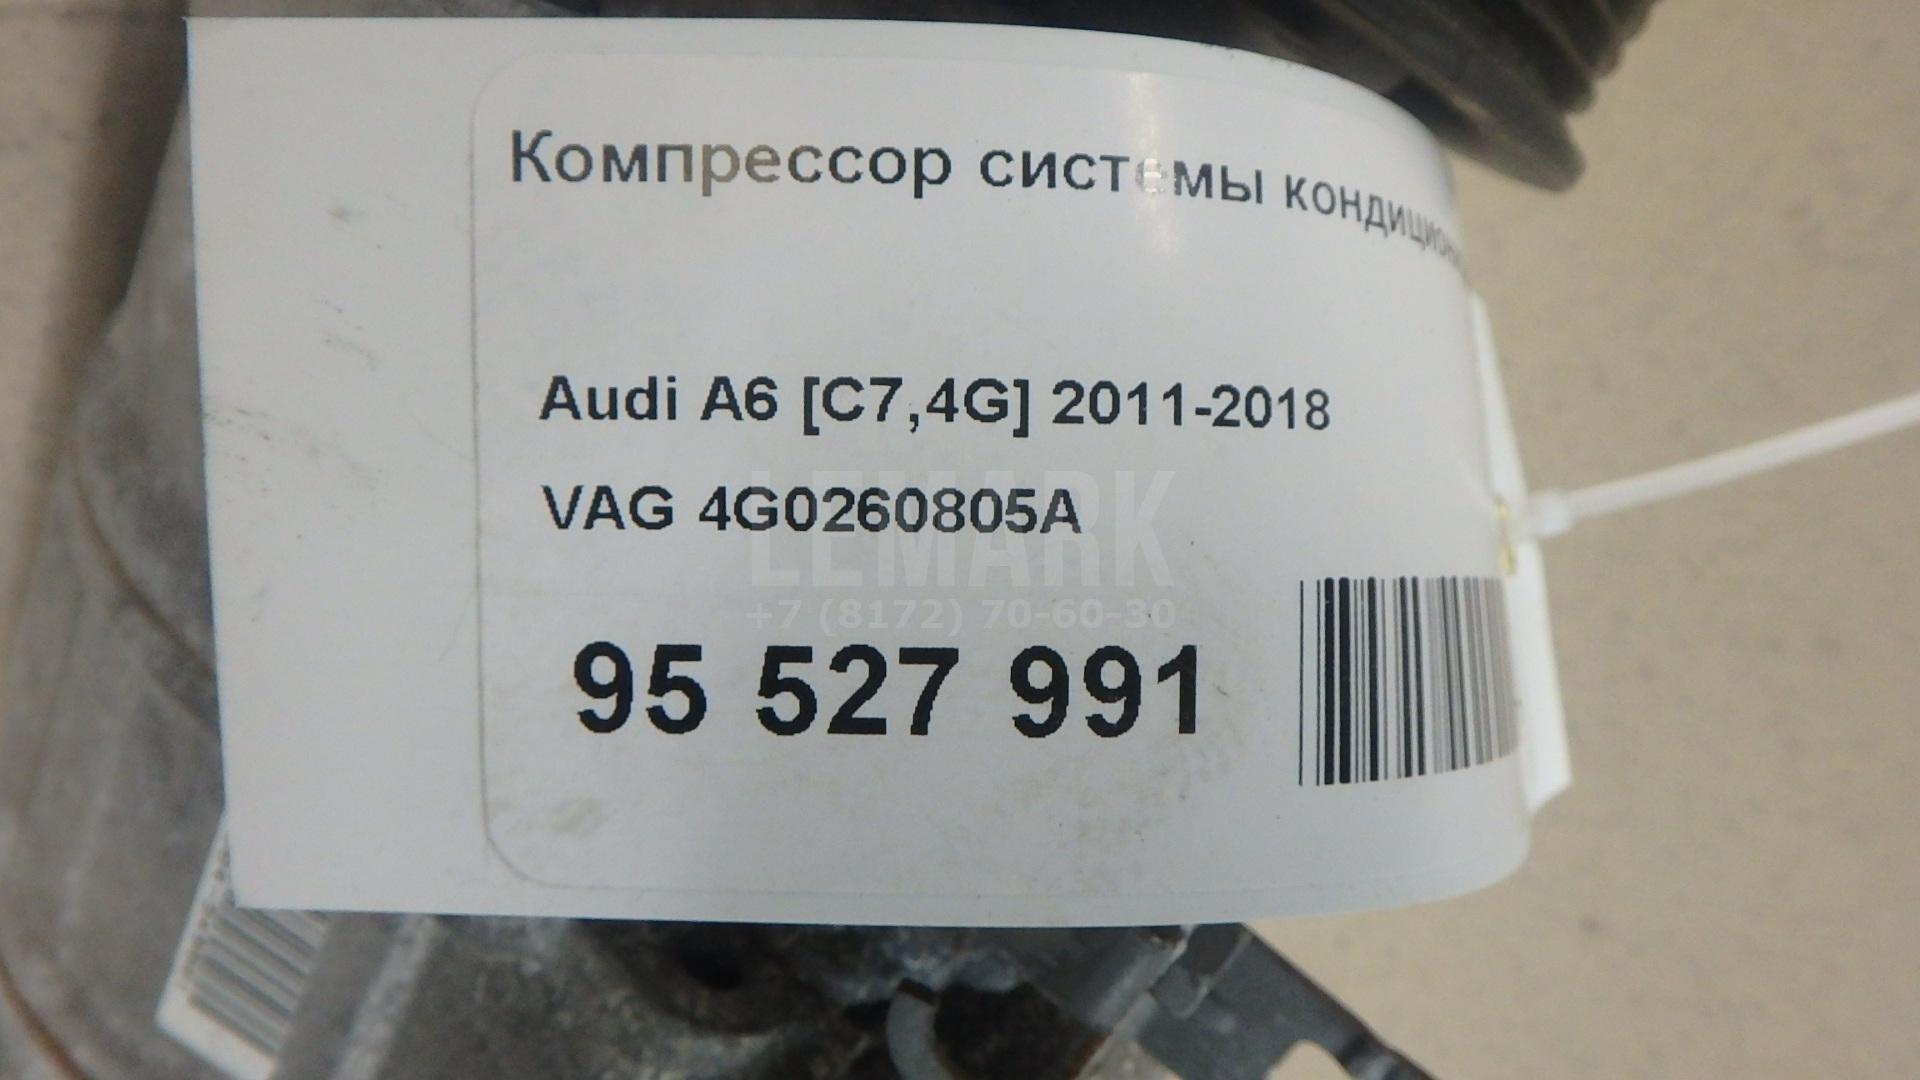 Компрессор системы
Audi A6 [C7,4G] 2011-2018
VAG 4G0260805A
LEMARK
+7 (8172) 70-60-30
95 527 991